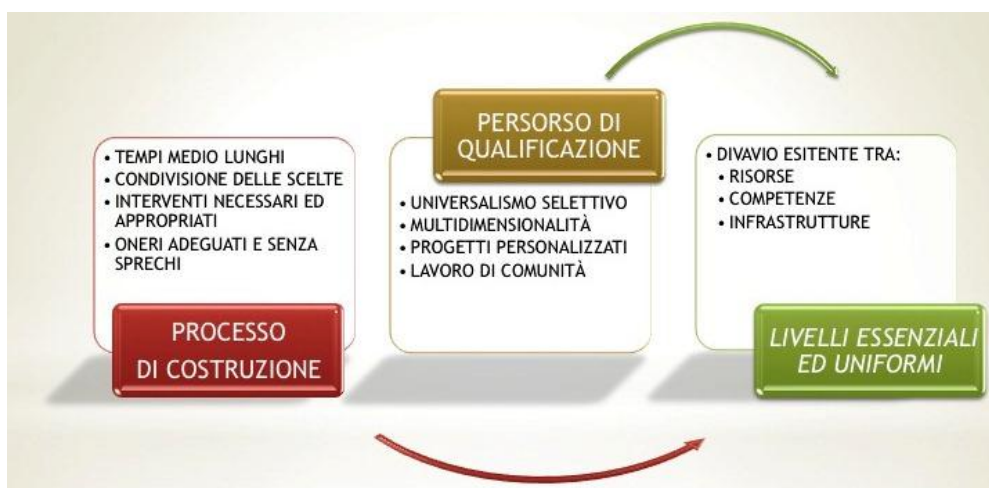 • TEMPI MEDIO LUNGHI
• CONDIVISIONE DELLE SCELTE
• INTERVENTI NECESSARI ED
APPROPRIATI
• ONERI ADEGUATI E SENZA
SPRECHI
PROCESSO
DI COSTRUZIONE
PERSORSO DI
QUALIFICAZIONE
• UNIVERSALISMO SELETTIVO
• MULTIDIMENSIONALITÀ
• PROGETTI PERSONALIZZATI
• LAVORO DI COMUNITÀ
• DIVAVIO ESITENTE TRA:
• RISORSE
• COMPETENZE
• INFRASTRUTTURE
LIVELLI ESSENZIALI
ED UNIFORMI